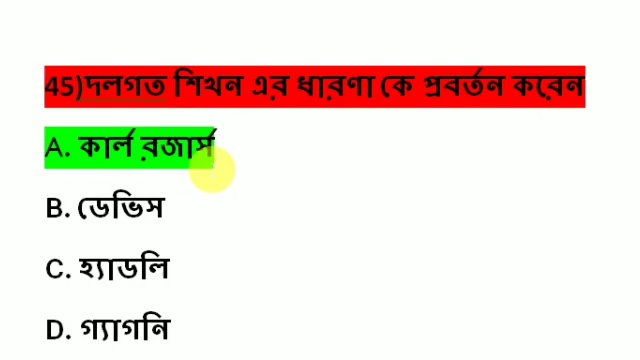 45)দলগত শিখন এর ধারণা কে প্রবর্তন করেন
A. কার্ল রজার্স
B. ডেভিস
C. হ্যাডলি
D. গ্যাগনি